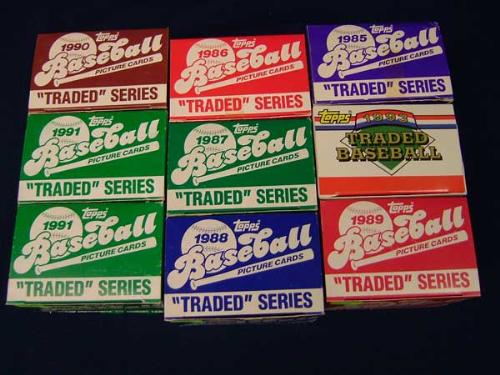 Topps
1990
Baseball
PICTURE CARDS
"TRADED" SERIES
Topps
1986
Baseball
PICTURE CARDS
"TRADED" SERIES
Topps
1985
Baseball
PICTURE CARDS
"TRADED" SERIES
Topps
1991
Baseball
PICTURE CARDS
"TRADED" SERIES
Topps
1987
Baseball
PICTURE CARDS
"TRADED" SERIES
Topps
1993
TRADED
BASEBALL
Topps
1991
Baseball
PICTURE CARDS
"TRADED" SERIES
Topps
1988
Baseball
PICTURE CARDS
"TRADED" SERIES
Topps
1989
Baseball
PICTURE CARDS
"TRADED" SERIES